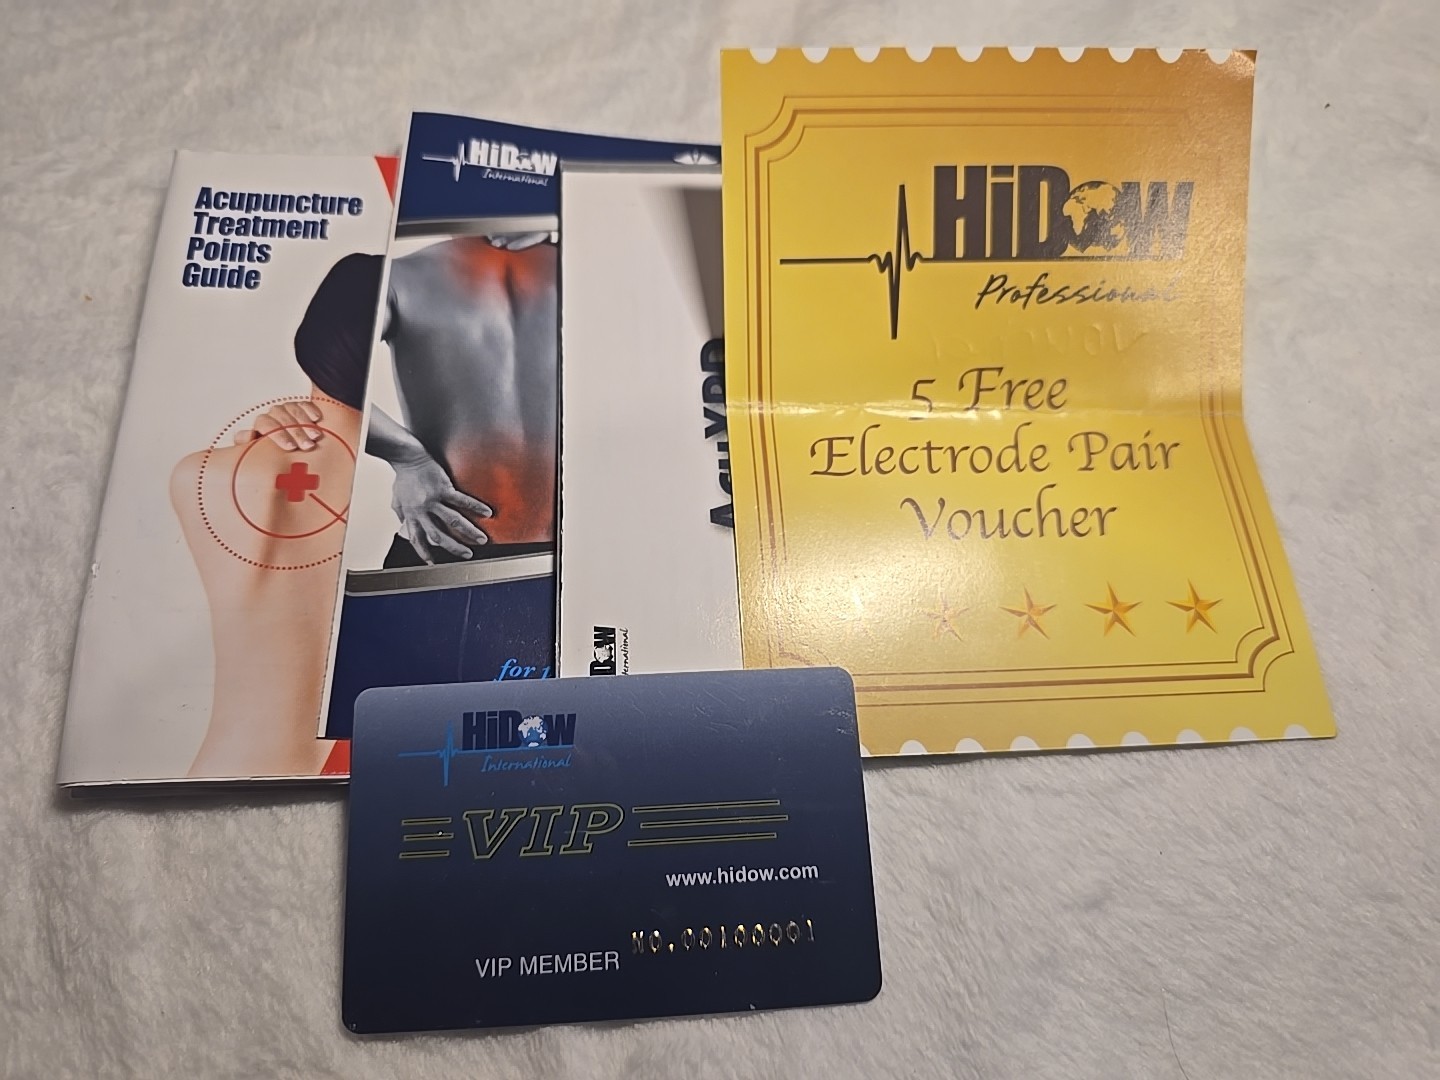 Acupuncture
Treatment
Points
Guide
HiDow
International
HiDow
Professional
5 Free
Electrode Pair
Voucher
International
HiDow
International
VIP
www.hidow.com
VIP MEMBER NO.00100001